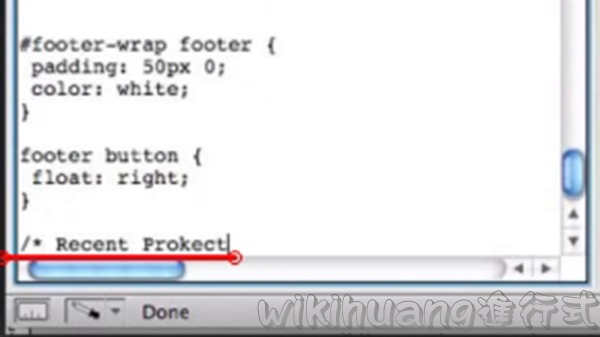 #footer-wrap footer {
padding: 50px 0;
color: white;
}
footer button {
float: right;
}
/* Recent Prokect
Done
wikihuang進行式